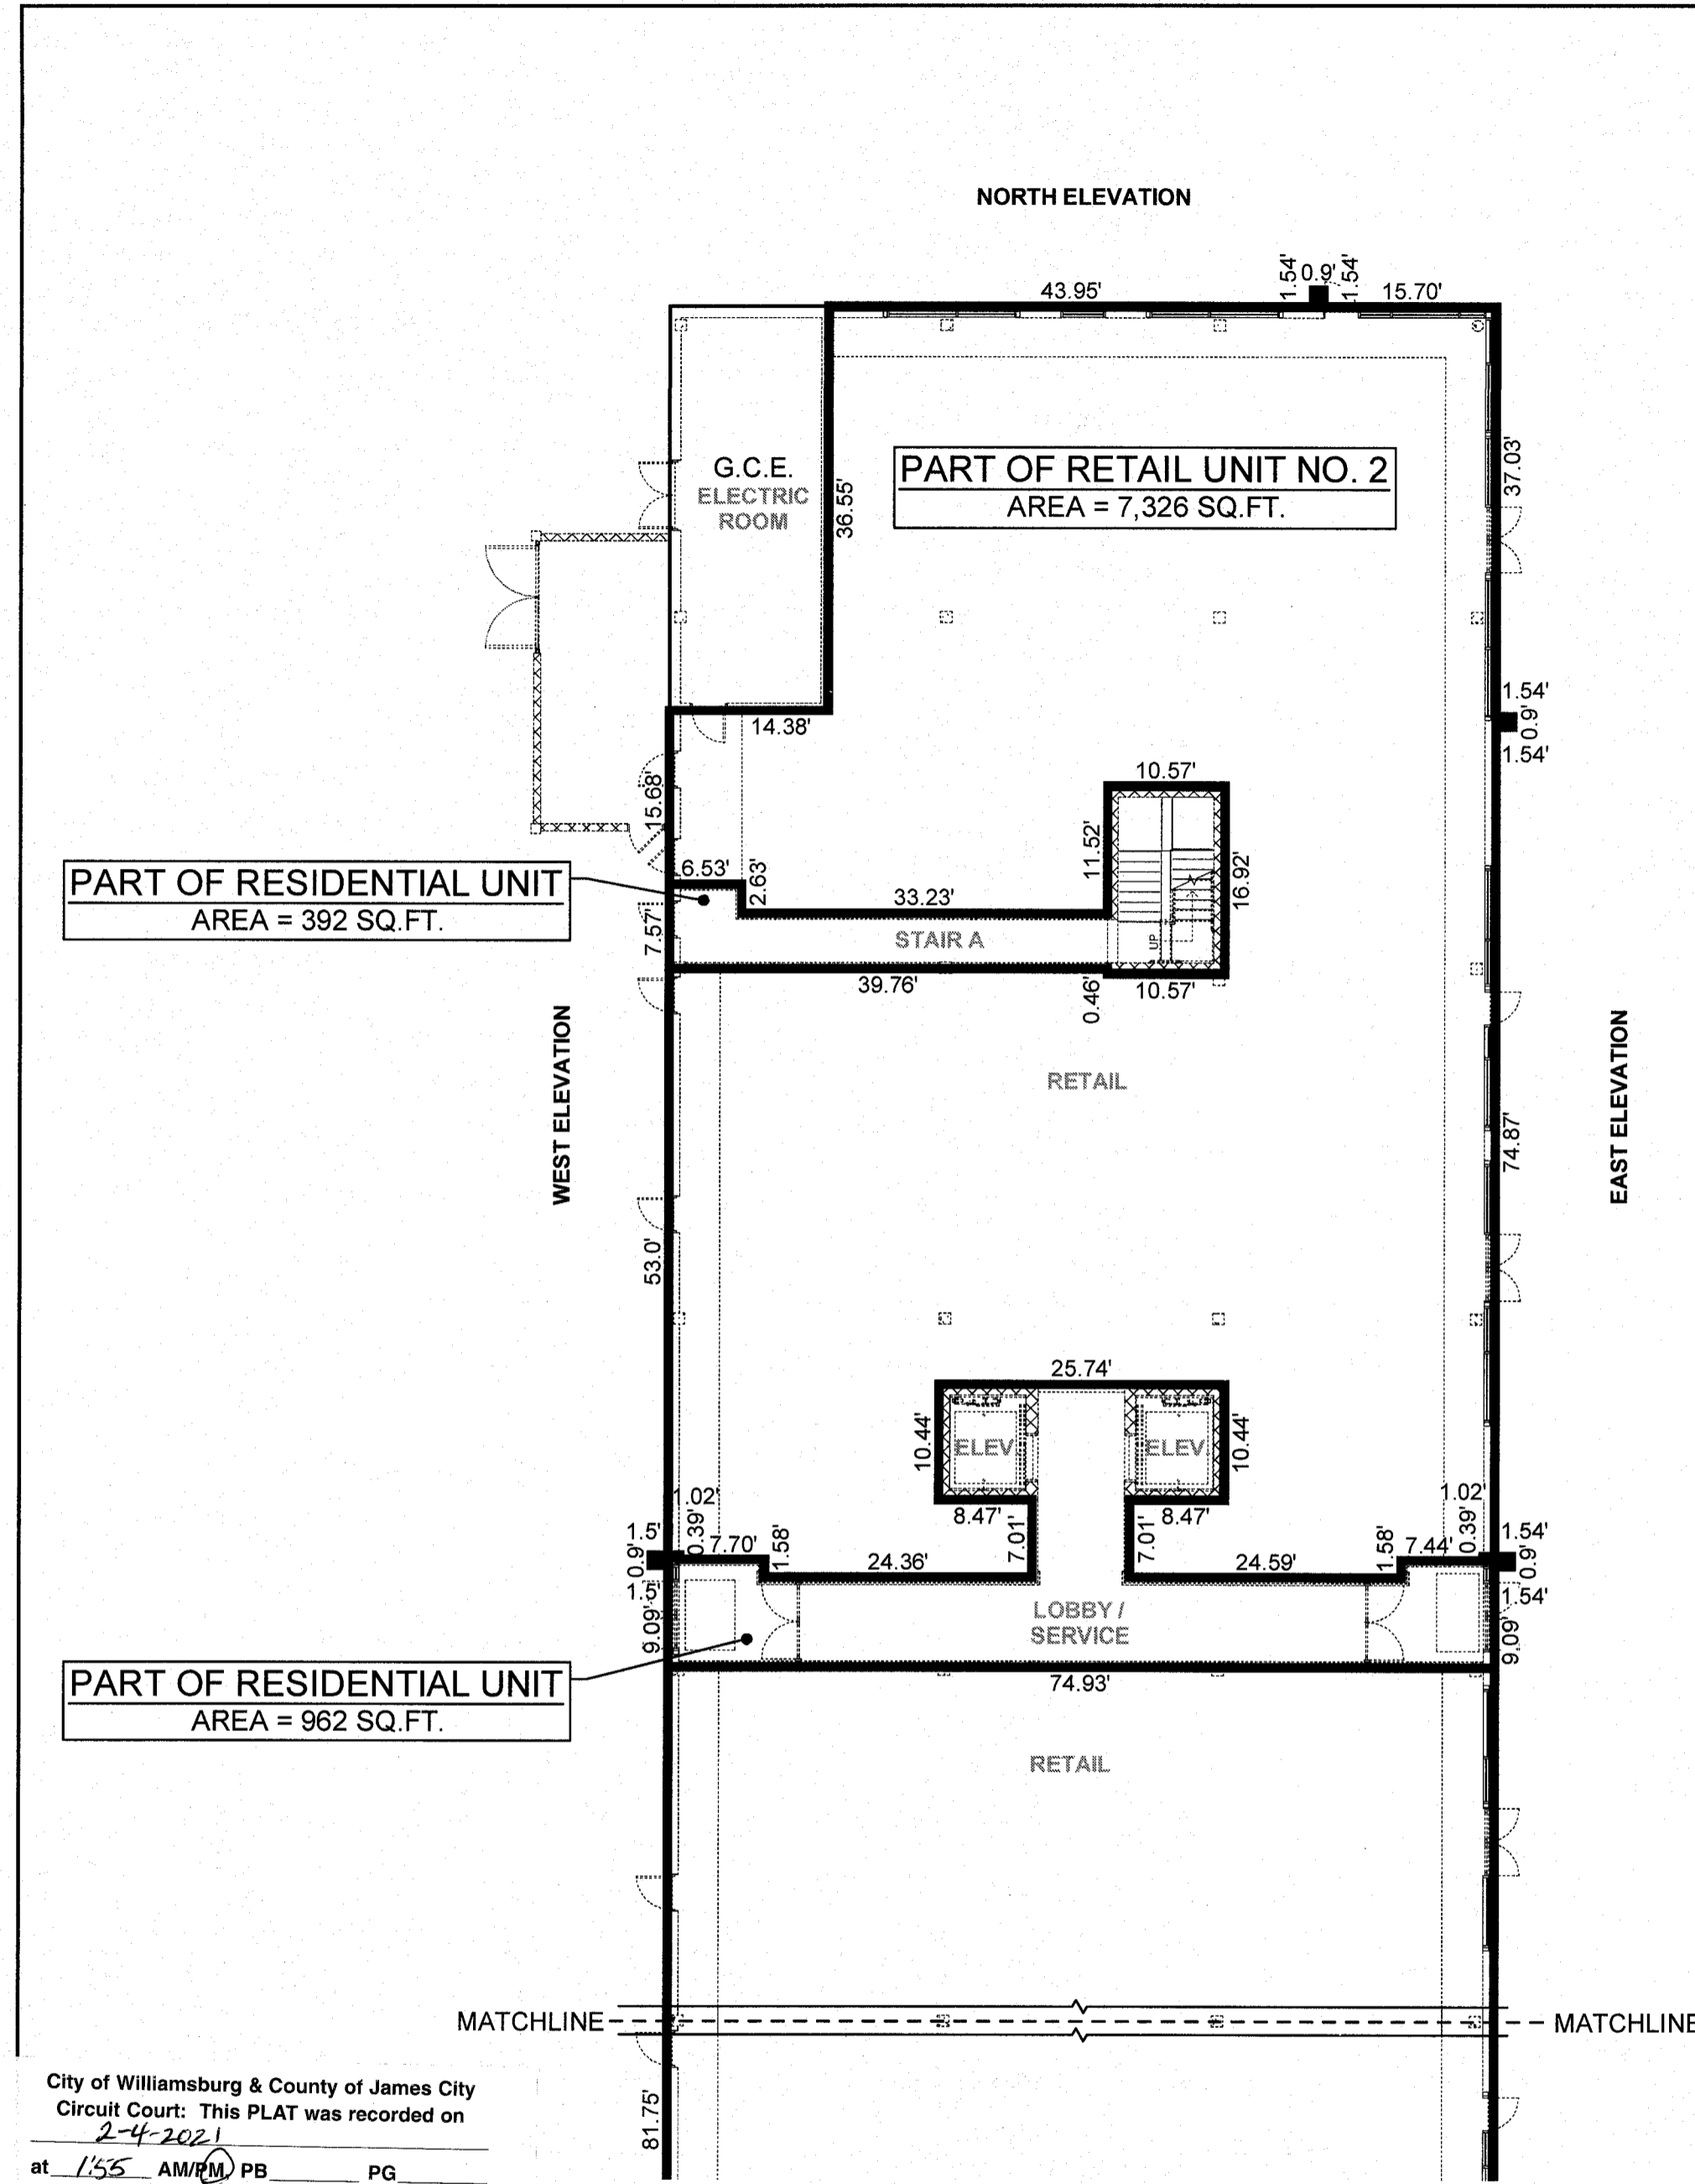 NORTH ELEVATION
43.95'
1.54'
0.9'
1.54'
15.70'
G.C.E.
ELECTRIC
ROOM
36.55'
PART OF RETAIL UNIT NO. 2
AREA = 7,326 SQ.FT.
37.03'
14.38'
1.54'
0.9'
1.54'
15.68'
10.57'
11.52'
16.92'
6.53'
2.63'
33.23'
PART OF RESIDENTIAL UNIT
AREA = 392 SQ.FT.
7.57'
STAIR A
UP
39.76'
0.46'
10.57'
WEST ELEVATION
RETAIL
EAST ELEVATION
74.87'
53.0'
25.74'
10.44'
ELEV.
ELEV.
10.44'
1.02'
8.47'
8.47'
1.02'
1.5'
0.9'
1.5'
0.39'
7.70'
1.58'
24.36'
7.01'
7.01'
24.59'
1.58'
7.44'
0.39'
1.54'
0.9'
1.54'
9.09'
LOBBY /
SERVICE
9.09'
PART OF RESIDENTIAL UNIT
AREA = 962 SQ.FT.
74.93'
RETAIL
MATCHLINE
MATCHLINE
81.75'
City of Williamsburg & County of James City
Circuit Court: This PLAT was recorded on
2-4-2021
at 1:55 AM/PM PB PG